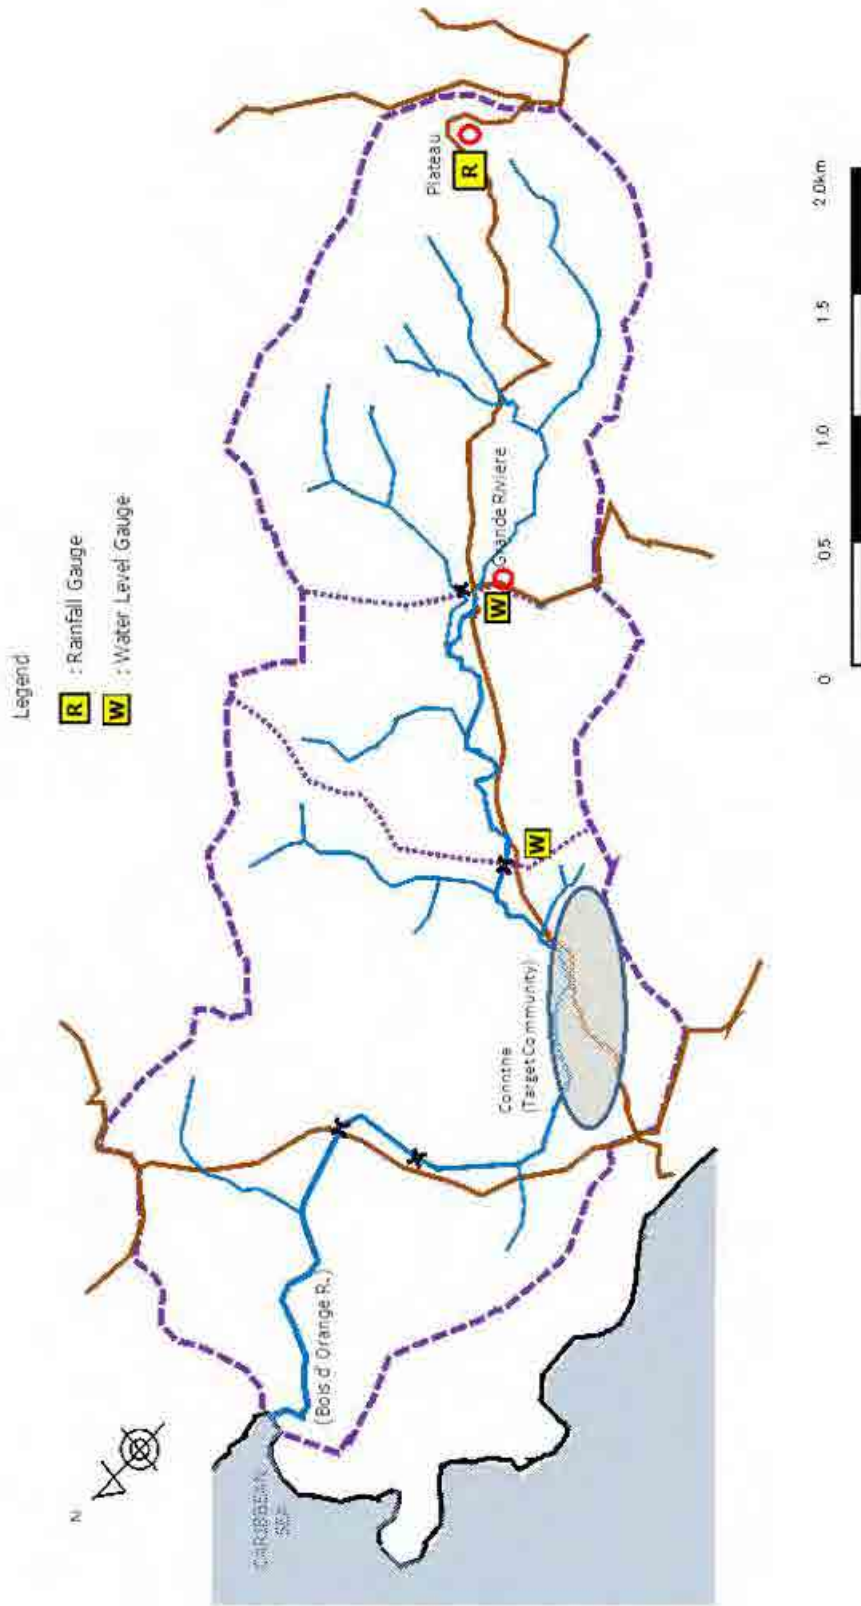 Legend
R : Rainfall Gauge
W : Water Level Gauge
N
CARIBBEAN
SEA
(Bois d' Orange R.)
Corinthe
(Target Community)
W
W
Grande Riviere
Plateau
R
0
0.5
1.0
1.5
2.0km